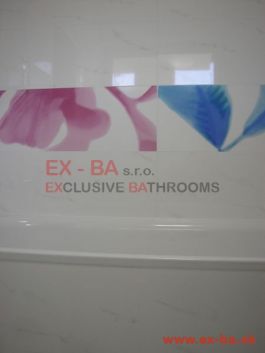 EX - BA s.r.o.
EXCLUSIVE BATHROOMS
www.ex-ba.sk